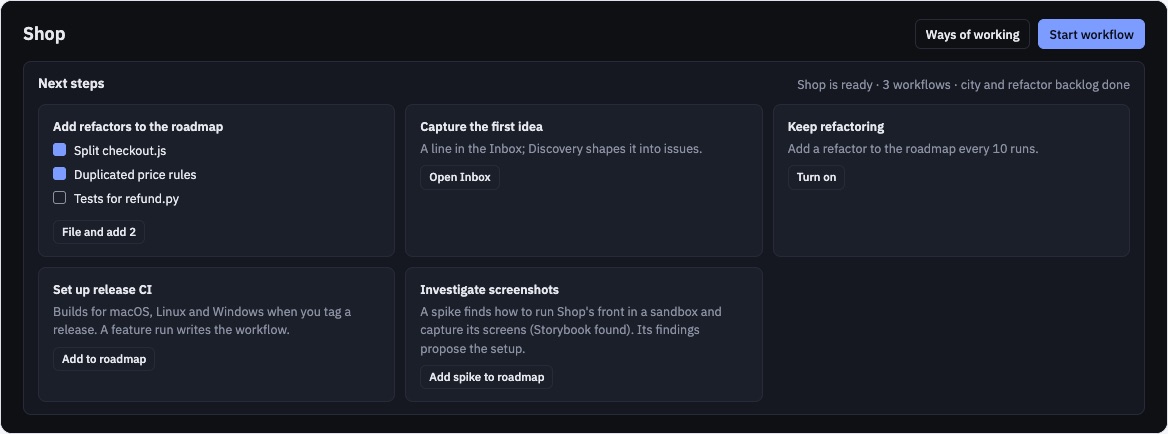 Shop
Ways of working
Start workflow
Next steps
Shop is ready · 3 workflows · city and refactor backlog done
Add refactors to the roadmap
Split checkout.js
Duplicated price rules
Tests for refund.py
File and add 2
Capture the first idea
A line in the Inbox; Discovery shapes it into issues.
Open Inbox
Keep refactoring
Add a refactor to the roadmap every 10 runs.
Turn on
Set up release CI
Builds for macOS, Linux and Windows when you tag a
release. A feature run writes the workflow.
Add to roadmap
Investigate screenshots
A spike finds how to run Shop's front in a sandbox and
capture its screens (Storybook found). Its findings
propose the setup.
Add spike to roadmap